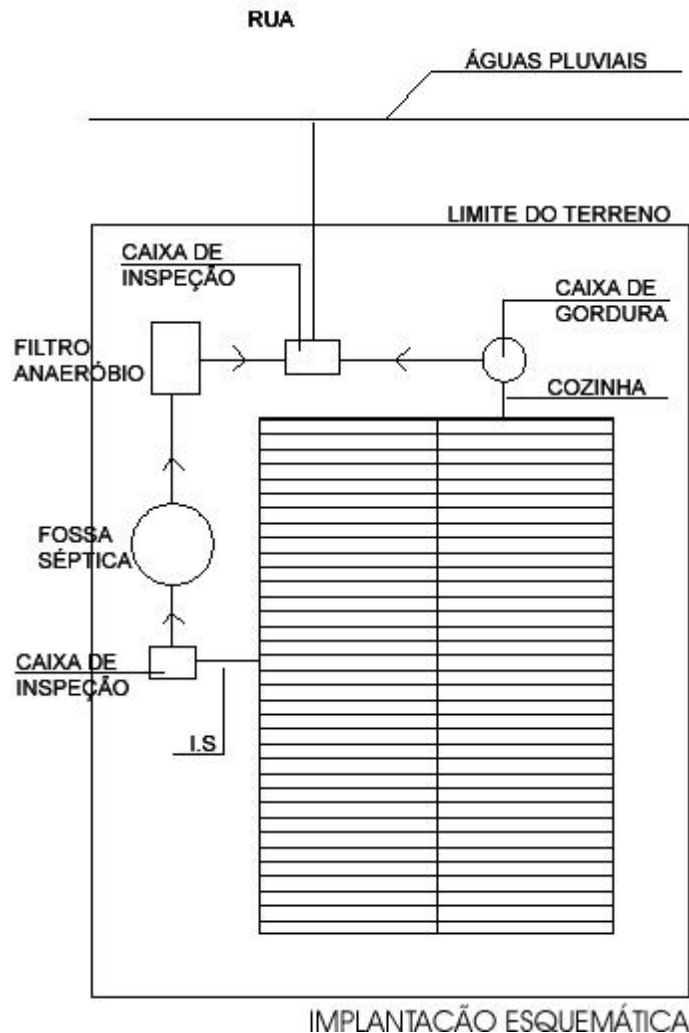 RUA
ÁGUAS PLUVIAIS
LIMITE DO TERRENO
CAIXA DE
INSPEÇÃO
CAIXA DE
GORDURA
FILTRO
ANAERÓBIO
COZINHA
FOSSA
SÉPTICA
CAIXA DE
INSPEÇÃO
I.S
IMPLANTAÇÃO ESQUEMÁTICA